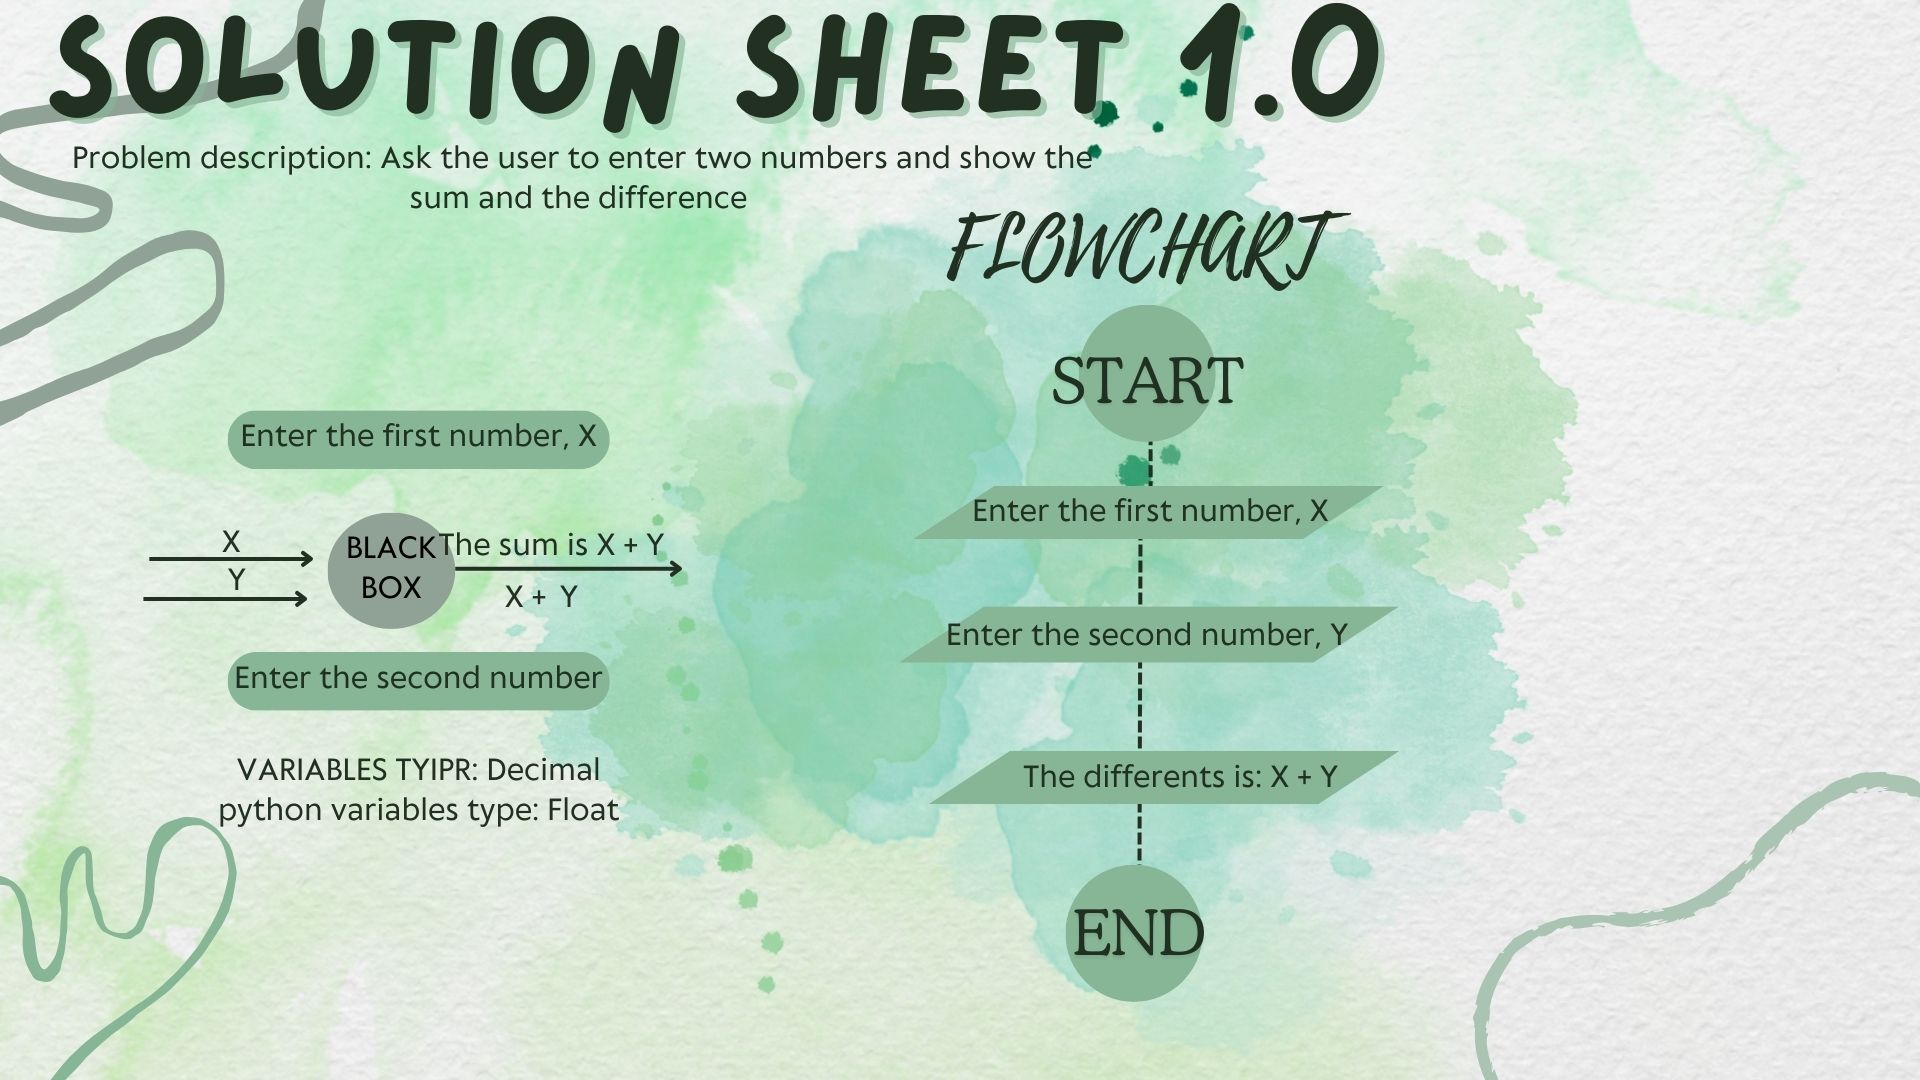 SOLUTION SHEET 1.0
Problem description: Ask the user to enter two numbers and show the
sum and the difference
Enter the first number, X
X
Y
BLACK
BOX
The sum is X + Y
X + Y
Enter the second number
VARIABLES TYIPR: Decimal
python variables type: Float
FLOWCHART
START
Enter the first number, X
Enter the second number, Y
The differents is: X + Y
END